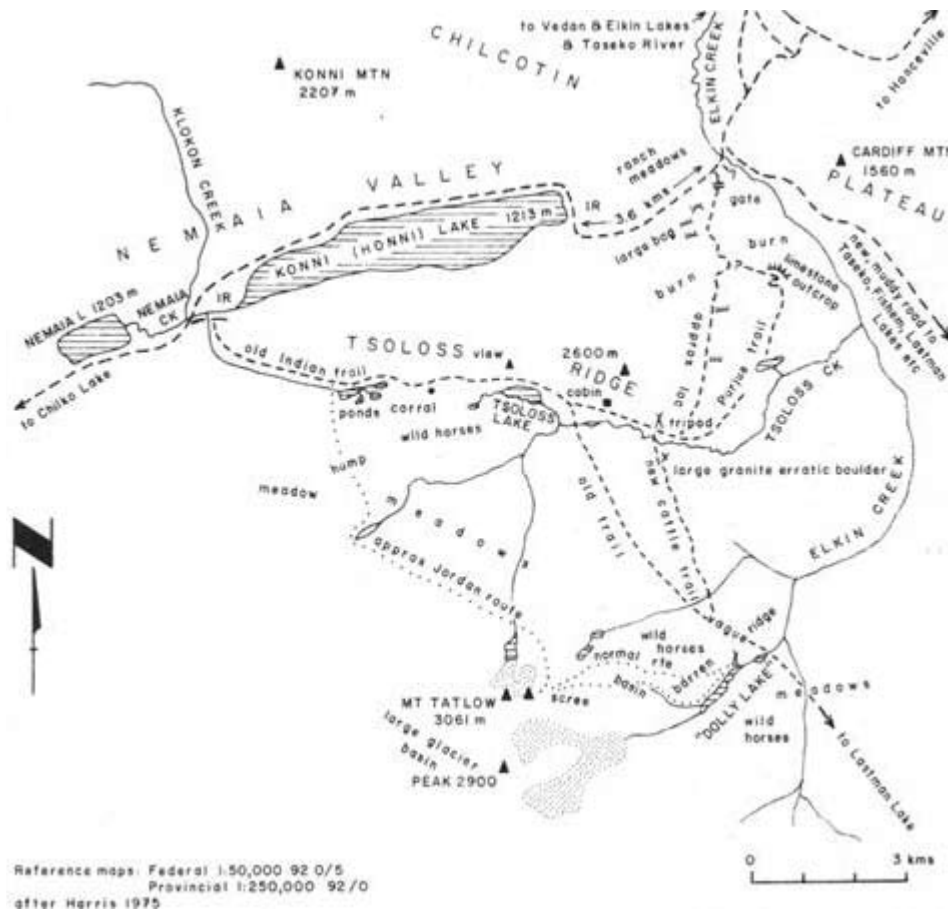 to Vedan & Elkin Lakes
& Taseko River
CHILCOTIN
ELKIN CREEK
to Hanceville
KONNI MTN
2207 m
KLOKON CREEK
CARDIFF MTN
1560 m
PLATEAU
NEMAIA VALLEY
ranch
meadows
IR
3.6 kms
gate
KONNI (HONNI) LAKE 1213 m
large bog
burn
burn
limestone
outcrop
new, muddy road to
Taseko, Fishem, Lastman
Lakes etc
NEMAIA L 1203 m
NEMAIA
CK
IR
to Chilko Lake
old Indian trail
TSOLOSS
view
2600 m
RIDGE
cabin
approx loc
?
Purjue trail
TSOLOSS CK
ponds
corral
wild horses
TSOLOSS
LAKE
tripod
X
large granite erratic boulder
hump
meadow
meadows
old trail
new cattle trail
ELKIN CREEK
approx Jordan route
vague ridge
wild
horses
normal rte
barren
basin
scree
MT TATLOW
3061 m
"DOLLY LAKE"
meadows
wild
horses
large glacier
basin
PEAK 2900
to Lastman Lake
Reference maps: Federal 1:50,000 92 O/5
Provincial 1:250,000 92/O
after Harris 1975
0 3 kms
N